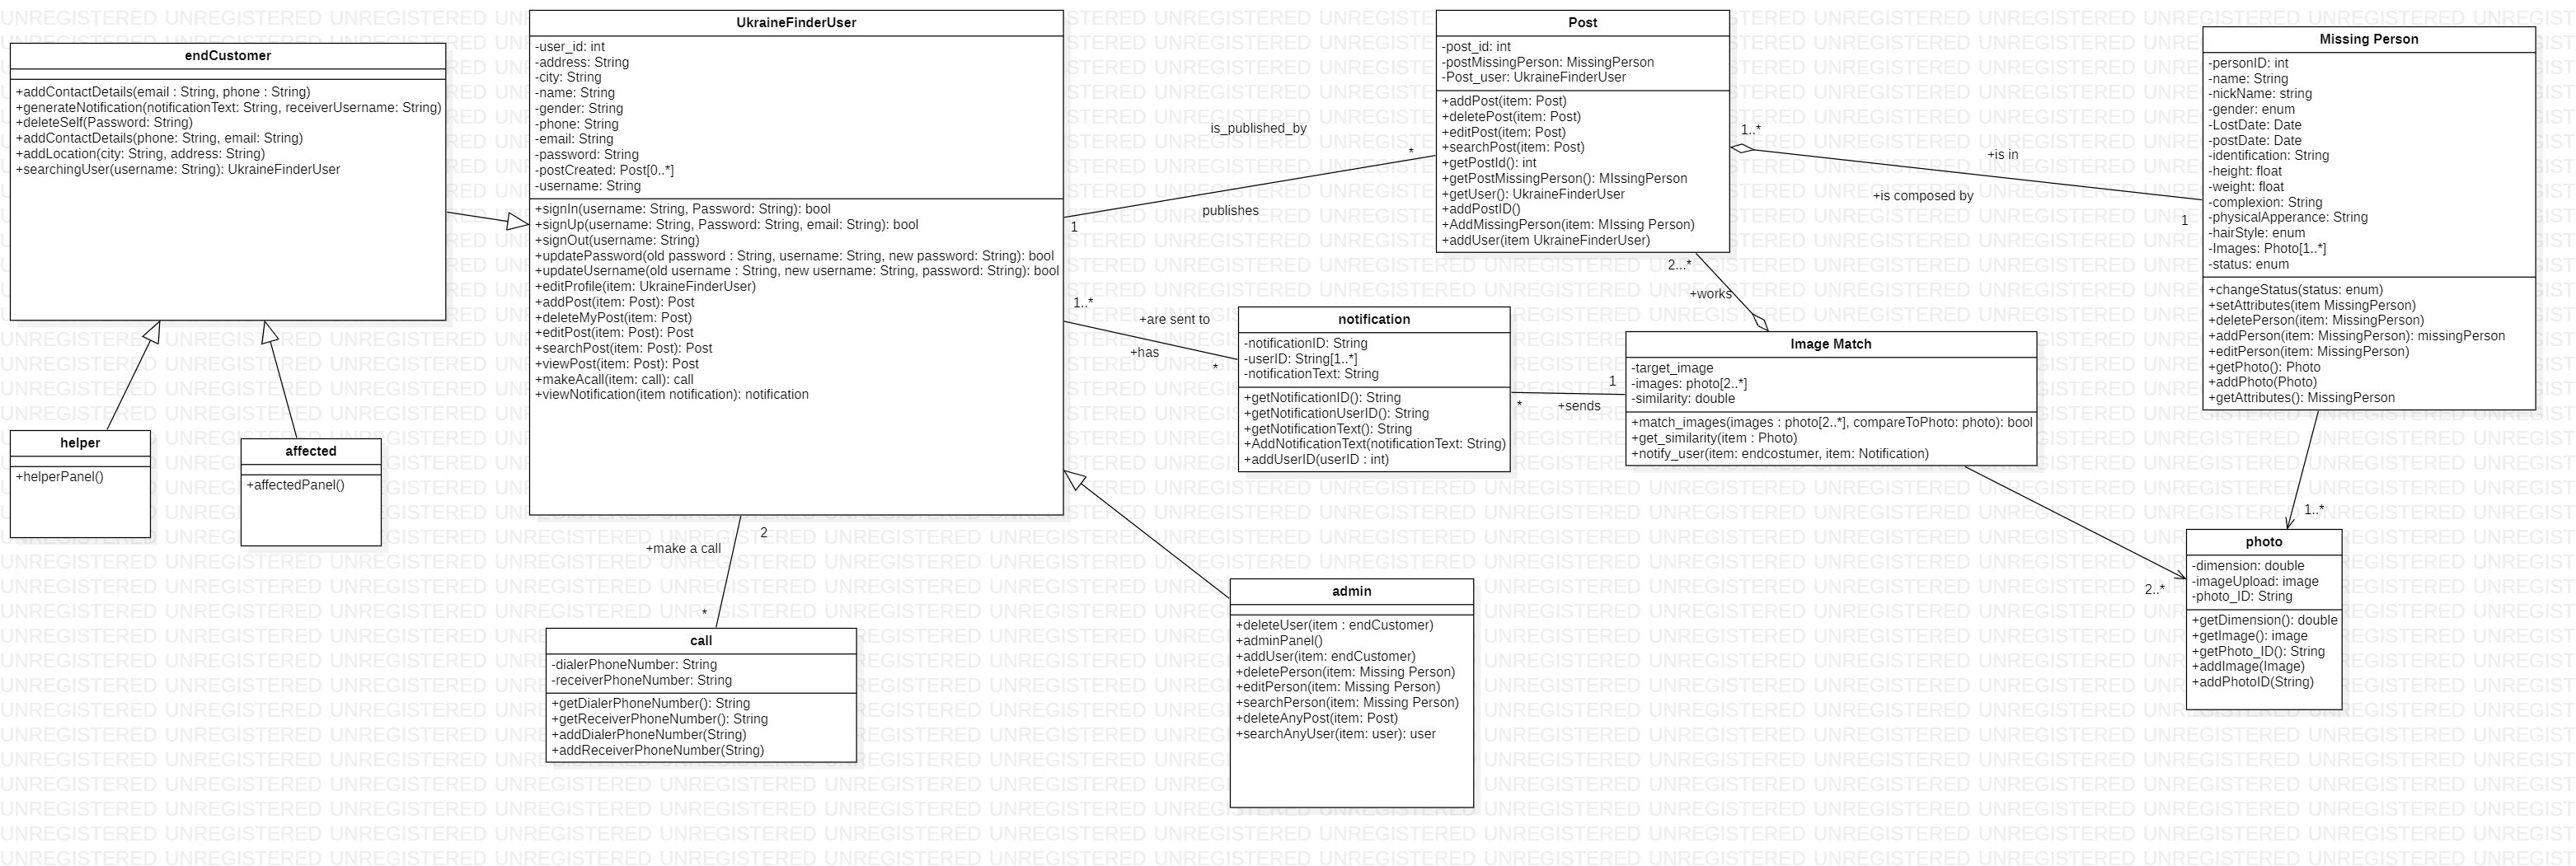 endCustomer
+addContactDetails(email : String, phone : String)
+generateNotification(notificationText: String, receiverUsername: String)
+deleteSelf(Password: String)
+addContactDetails(phone: String, email: String)
+addLocation(city: String, address: String)
+searchingUser(username: String): UkraineFinderUser
helper
+helperPanel()
affected
+affectedPanel()
UkraineFinderUser
-user_id: int
-address: String
-city: String
-name: String
-gender: String
-phone: String
-email: String
-password: String
-postCreated: Post[0..*]
-username: String
+signIn(username: String, Password: String): bool
+signUp(username: String, Password: String, email: String): bool
+signOut(username: String)
+updatePassword(old password : String, username: String, new password: String): bool
+updateUsername(old username : String, new username: String, password: String): bool
+editProfile(item: UkraineFinderUser)
+addPost(item: Post): Post
+deleteMyPost(item: Post)
+editPost(item: Post): Post
+searchPost(item: Post): Post
+viewPost(item: Post): Post
+makeAcall(item: call): call
+viewNotification(item notification): notification
2
+make a call
*
call
-dialerPhoneNumber: String
-receiverPhoneNumber: String
+getDialerPhoneNumber(): String
+getReceiverPhoneNumber(): String
+addDialerPhoneNumber(String)
+addReceiverPhoneNumber(String)
is_published_by
*
publishes
1
1..*
+are sent to
+has
*
Post
-post_id: int
-postMissingPerson: MissingPerson
-Post_user: UkraineFinderUser
+addPost(item: Post)
+deletePost(item: Post)
+editPost(item: Post)
+searchPost(item: Post)
+getPostId(): int
+getPostMissingPerson(): MIssingPerson
+getUser(): UkraineFinderUser
+addPostID()
+AddMissingPerson(item: MIssing Person)
+addUser(item UkraineFinderUser)
1..*
+is in
+is composed by
1
2...*
+works
notification
-notificationID: String
-userID: String[1..*]
-notificationText: String
+getNotificationID(): String
+getNotificationUserID(): String
+getNotificationText(): String
+AddNotificationText(notificationText: String)
+addUserID(userID : int)
1
*
+sends
Image Match
-target_image
-images: photo[2..*]
-similarity: double
+match_images(images : photo[2..*], compareToPhoto: photo): bool
+get_similarity(item : Photo)
+notify_user(item: endcostumer, item: Notification)
Missing Person
-personID: int
-name: String
-nickName: string
-gender: enum
-LostDate: Date
-postDate: Date
-identification: String
-height: float
-weight: float
-complexion: String
-physicalApperance: String
-hairStyle: enum
-Images: Photo[1..*]
-status: enum
+changeStatus(status: enum)
+setAttributes(item MissingPerson)
+deletePerson(item: MissingPerson)
+addPerson(item: MissingPerson): missingPerson
+editPerson(item: MissingPerson)
+getPhoto(): Photo
+addPhoto(Photo)
+getAttributes(): MissingPerson
1..*
2..*
photo
-dimension: double
-imageUpload: image
-photo_ID: String
+getDimension(): double
+getImage(): image
+getPhoto_ID(): String
+addImage(Image)
+addPhotoID(String)
admin
+deleteUser(item : endCustomer)
+adminPanel()
+addUser(item: endCustomer)
+deletePerson(item: Missing Person)
+editPerson(item: Missing Person)
+searchPerson(item: Missing Person)
+deleteAnyPost(item: Post)
+searchAnyUser(item: user): user
UNREGISTERED